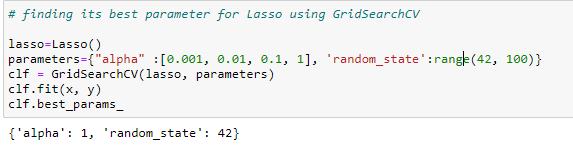 # finding its best parameter for Lasso using GridSearchCV
lasso=Lasso()
parameters={"alpha" :[0.001, 0.01, 0.1, 1], 'random_state':range(42, 100)}
clf = GridSearchCV(lasso, parameters)
clf.fit(x, y)
clf.best_params_
{'alpha': 1, 'random_state': 42}